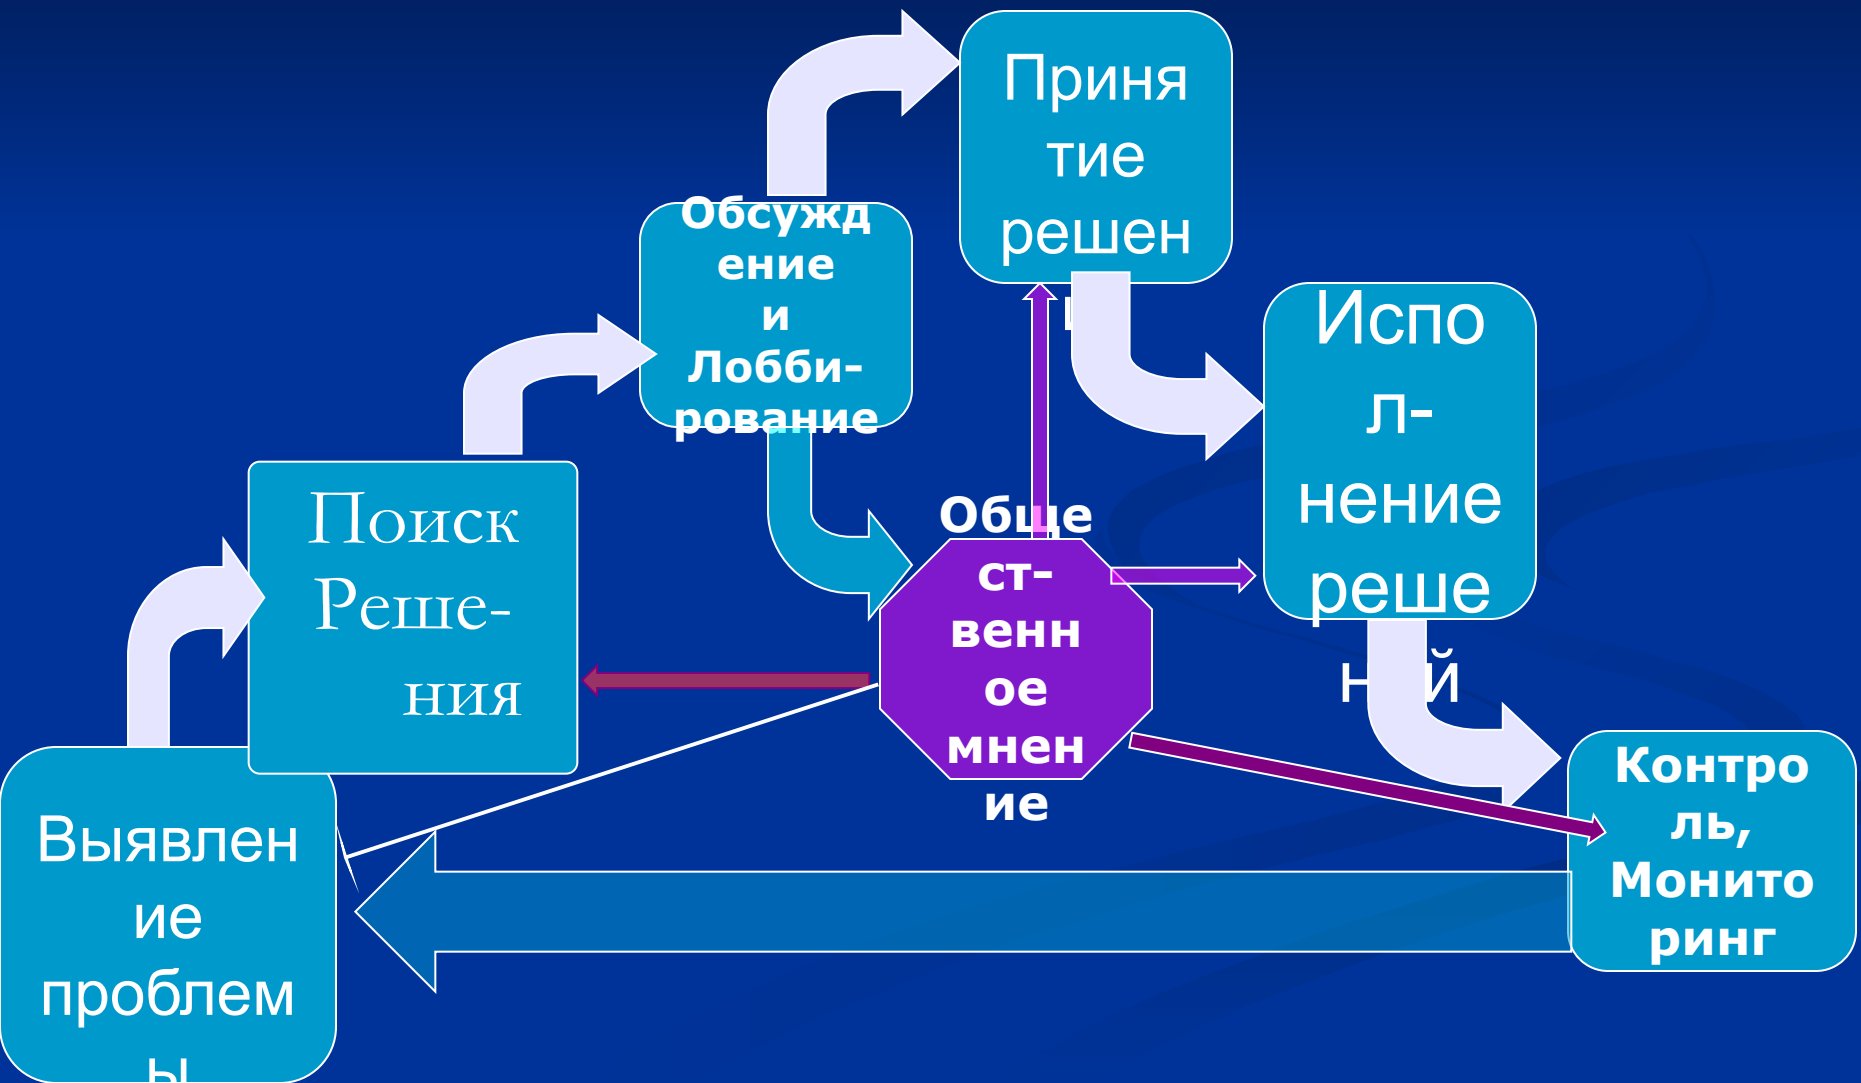 Приня
тие
решен
Обсужд
ение
и
Лобби-
рование
Испо
л-
нение
реше
ний
Поиск
Реше-
ния
Обще
ст-
венн
ое
мнен
ие
Выявлен
ие
проблем
ы
Контро
ль,
Монито
ринг